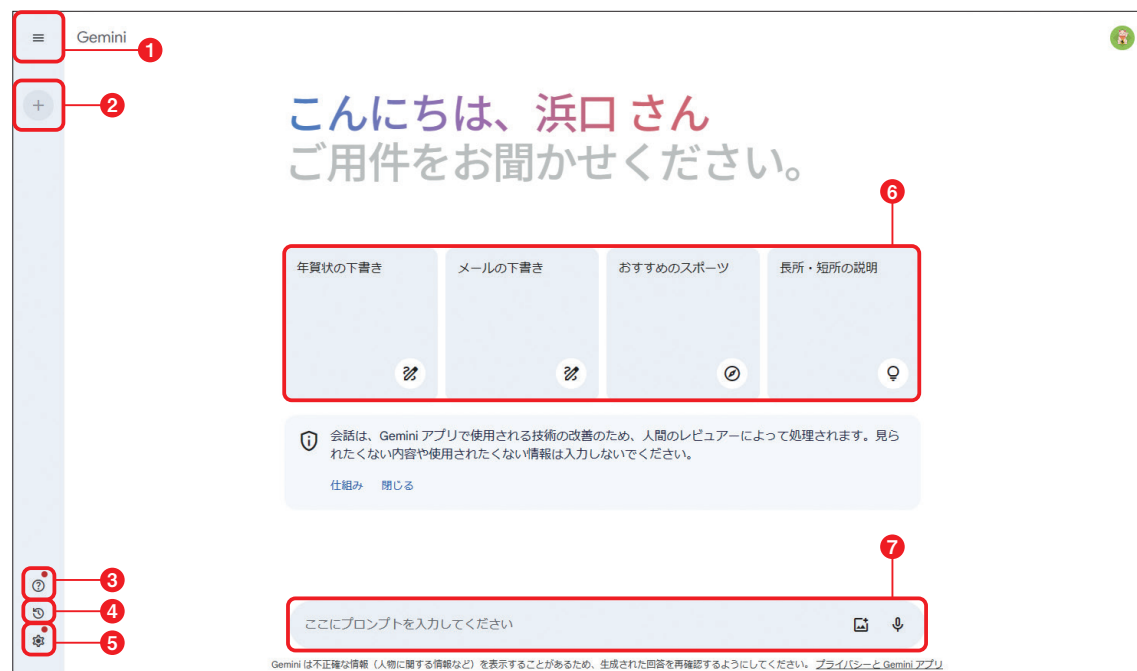 Gemini
1
2
こんにちは、浜口 さん
ご用件をお聞かせください。
6
年賀状の下書き
メールの下書き
おすすめのスポーツ
長所・短所の説明
会話は、Gemini アプリで使用される技術の改善のため、人間のレビュアーによって処理されます。見ら
れたくない内容や使用されたくない情報は入力しないでください。
仕組み 閉じる
7
3
4
5
ここにプロンプトを入力してください
Gemini は不正確な情報（人物に関する情報など）を表示することがあるため、生成された回答を再確認するようにしてください。 プライバシーと Gemini アプリ